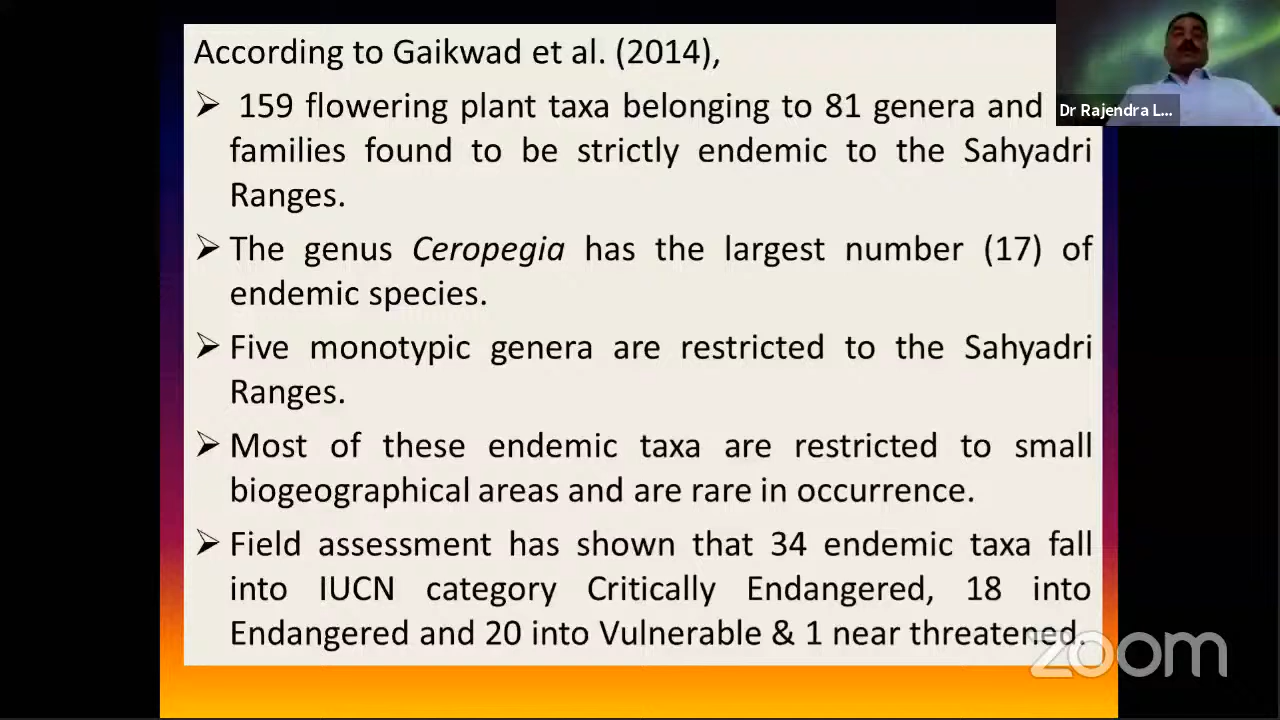 According to Gaikwad et al. (2014),
➢ 159 flowering plant taxa belonging to 81 genera and
families found to be strictly endemic to the Sahyadri
Ranges.
➢ The genus Ceropegia has the largest number (17) of
endemic species.
➢ Five monotypic genera are restricted to the Sahyadri
Ranges.
➢ Most of these endemic taxa are restricted to small
biogeographical areas and are rare in occurrence.
➢ Field assessment has shown that 34 endemic taxa fall
into IUCN category Critically Endangered, 18 into
Endangered and 20 into Vulnerable & 1 near threatened.
Dr Rajendra L...
zoom